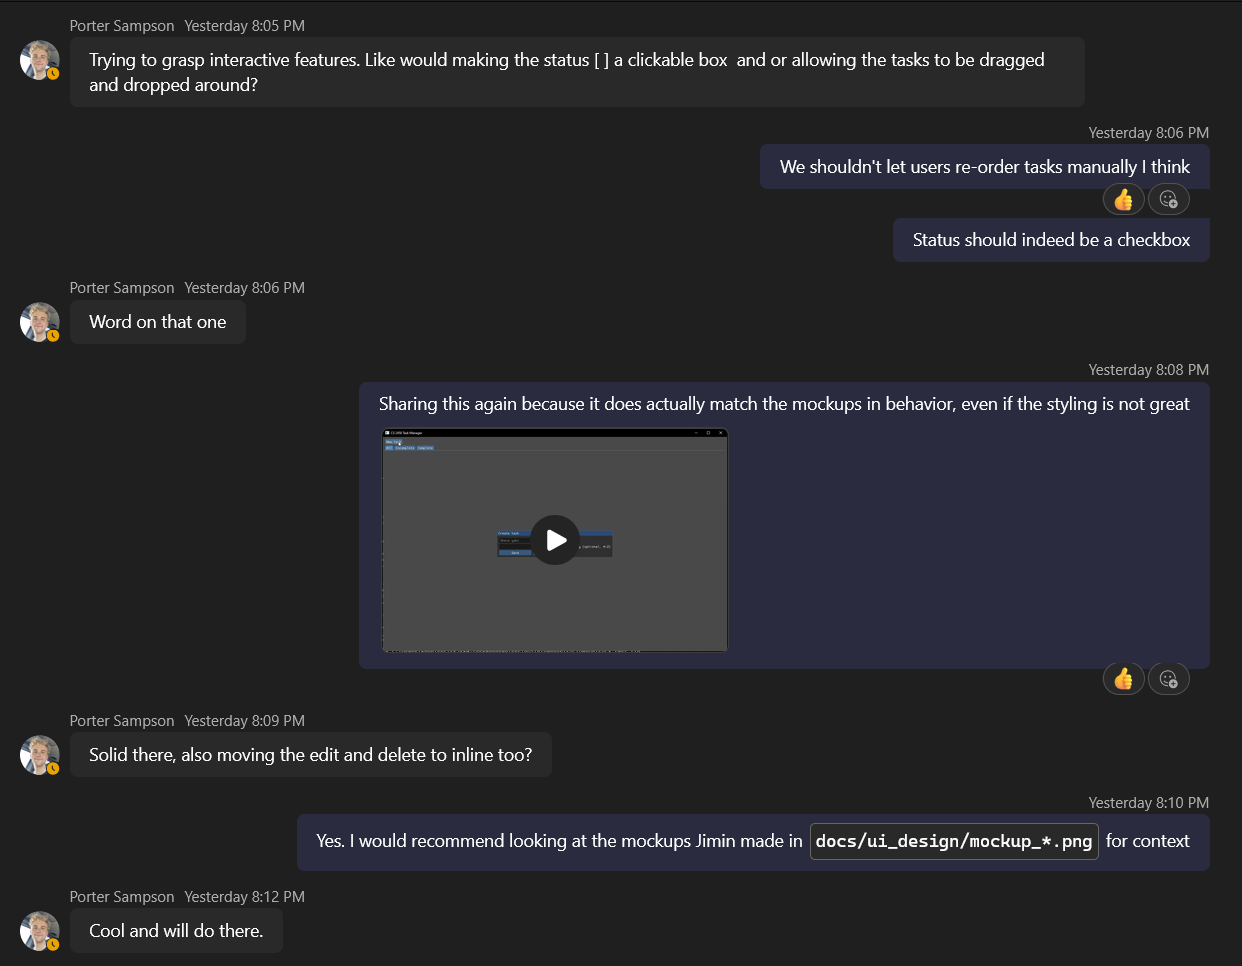 Porter Sampson Yesterday 8:05 PM
Trying to grasp interactive features. Like would making the status [ ] a clickable box  and or allowing the tasks to be dragged
and dropped around?
Yesterday 8:06 PM
We shouldn't let users re-order tasks manually I think
Status should indeed be a checkbox
Porter Sampson Yesterday 8:06 PM
Word on that one
Yesterday 8:08 PM
Sharing this again because it does actually match the mockups in behavior, even if the styling is not great
Create task
Save
Porter Sampson Yesterday 8:09 PM
Solid there, also moving the edit and delete to inline too?
Yesterday 8:10 PM
Yes. I would recommend looking at the mockups Jimin made in docs/ui_design/mockup_*.png for context
Porter Sampson Yesterday 8:12 PM
Cool and will do there.